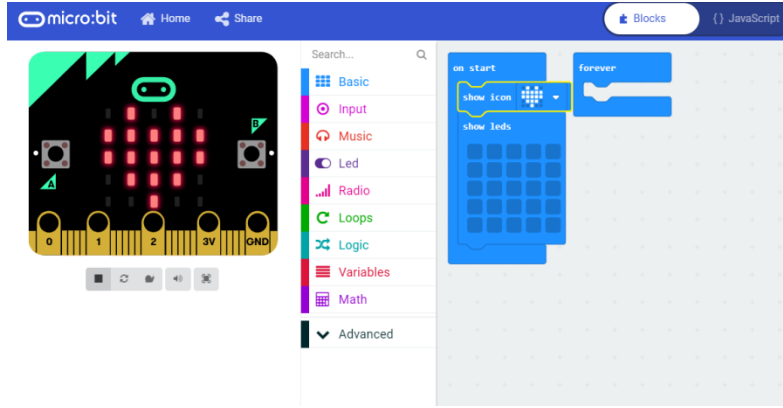 micro:bit Home Share Blocks {} JavaScript
Search...
Basic
Input
Music
Led
Radio
Loops
Logic
Variables
Math
Advanced
on start
show icon
show leds
forever
A
B
0 1 2 3V GND